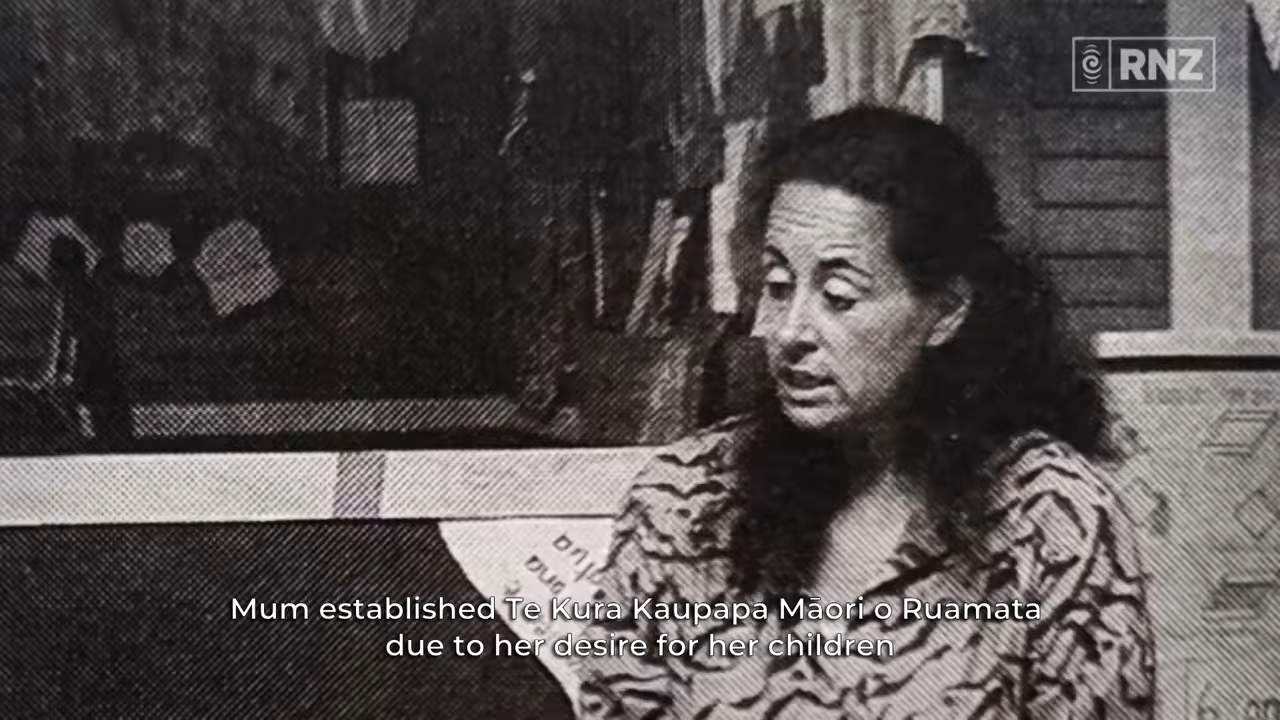 RNZ
Mum established Te Kura Kaupapa Māori o Ruamata
due to her desire for her children